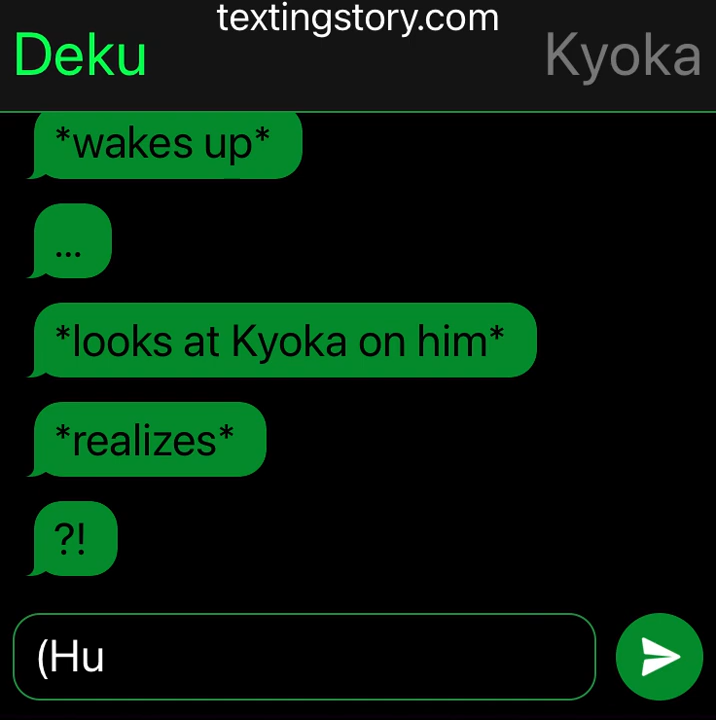 textingstory.com
Deku
Kyoka
*wakes up*
...
*looks at Kyoka on him*
*realizes*
?!
(Hu